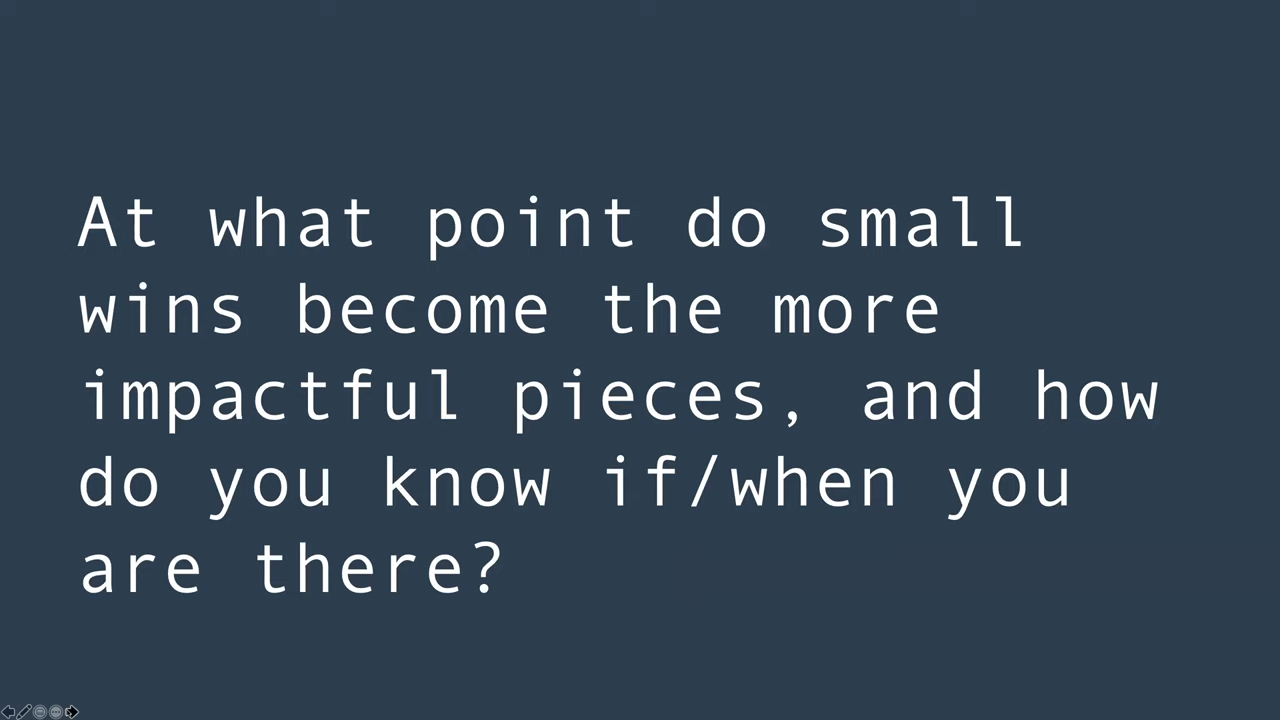 At what point do small
wins become the more
impactful pieces, and how
do you know if/when you
are there?